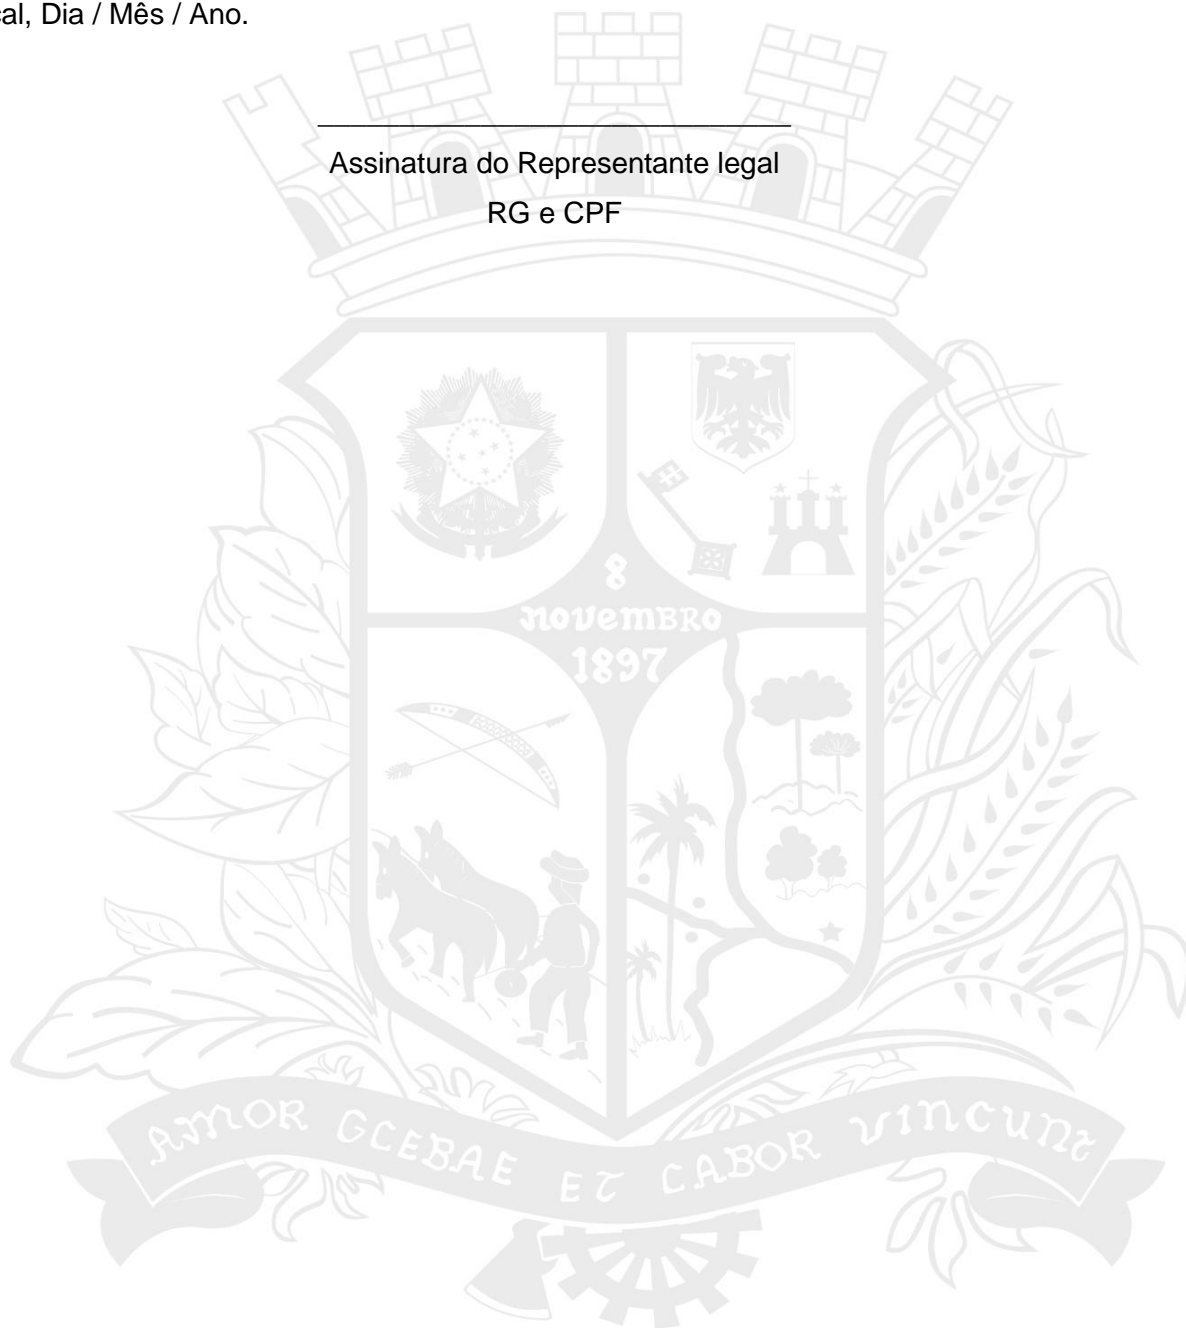 cal, Dia / Mês / Ano.
Assinatura do Representante legal
RG e CPF
8
NOVEMBRO
1897
AMOR GLEBAE ET LABOR VINCUNT